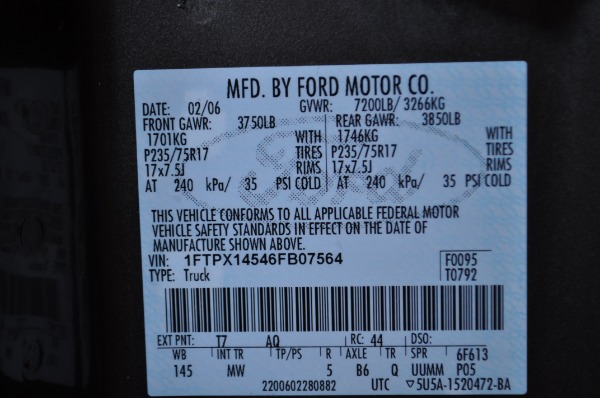 MFD. BY FORD MOTOR CO.
DATE: 02/06 GVWR: 7200LB/ 3266KG
FRONT GAWR: 3750LB REAR GAWR: 3850LB
1701KG WITH 1746KG WITH
P235/75R17 TIRES P235/75R17 TIRES
17x7.5J RIMS 17x7.5J RIMS
AT 240 kPa/ 35 PSI COLD AT 240 kPa/ 35 PSI COLD
Ford
THIS VEHICLE CONFORMS TO ALL APPLICABLE FEDERAL MOTOR
VEHICLE SAFETY STANDARDS IN EFFECT ON THE DATE OF
MANUFACTURE SHOWN ABOVE.
VIN: 1FTPX14546FB07564 F0095
TYPE: Truck T0792
EXT PNT: T7 AQ RC: 44 DSO:
WB INT TR TP/PS R AXLE TR SPR 6F613
145 MW 5 B6 Q UUMM P05
2200602280882 UTC ▽5U5A-1520472-BA